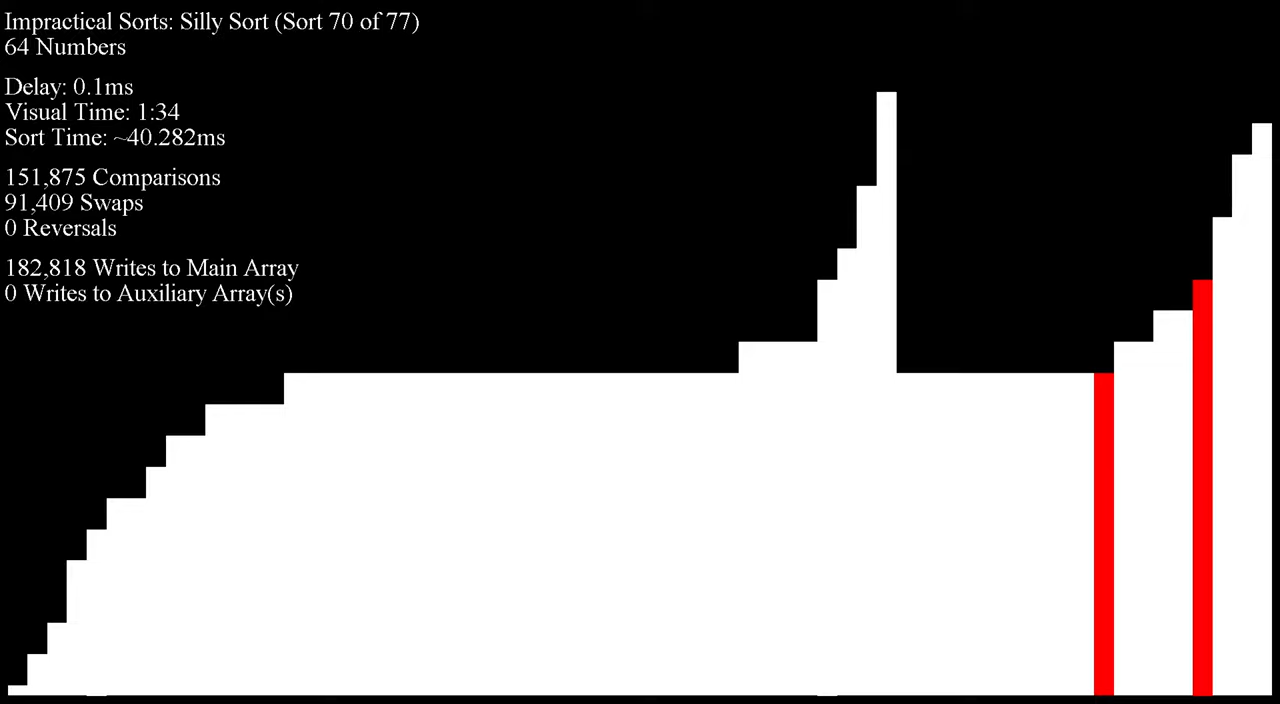 Impractical Sorts: Silly Sort (Sort 70 of 77)
64 Numbers
Delay: 0.1ms
Visual Time: 1:34
Sort Time: ~40.282ms
151,875 Comparisons
91,409 Swaps
0 Reversals
182,818 Writes to Main Array
0 Writes to Auxiliary Array(s)